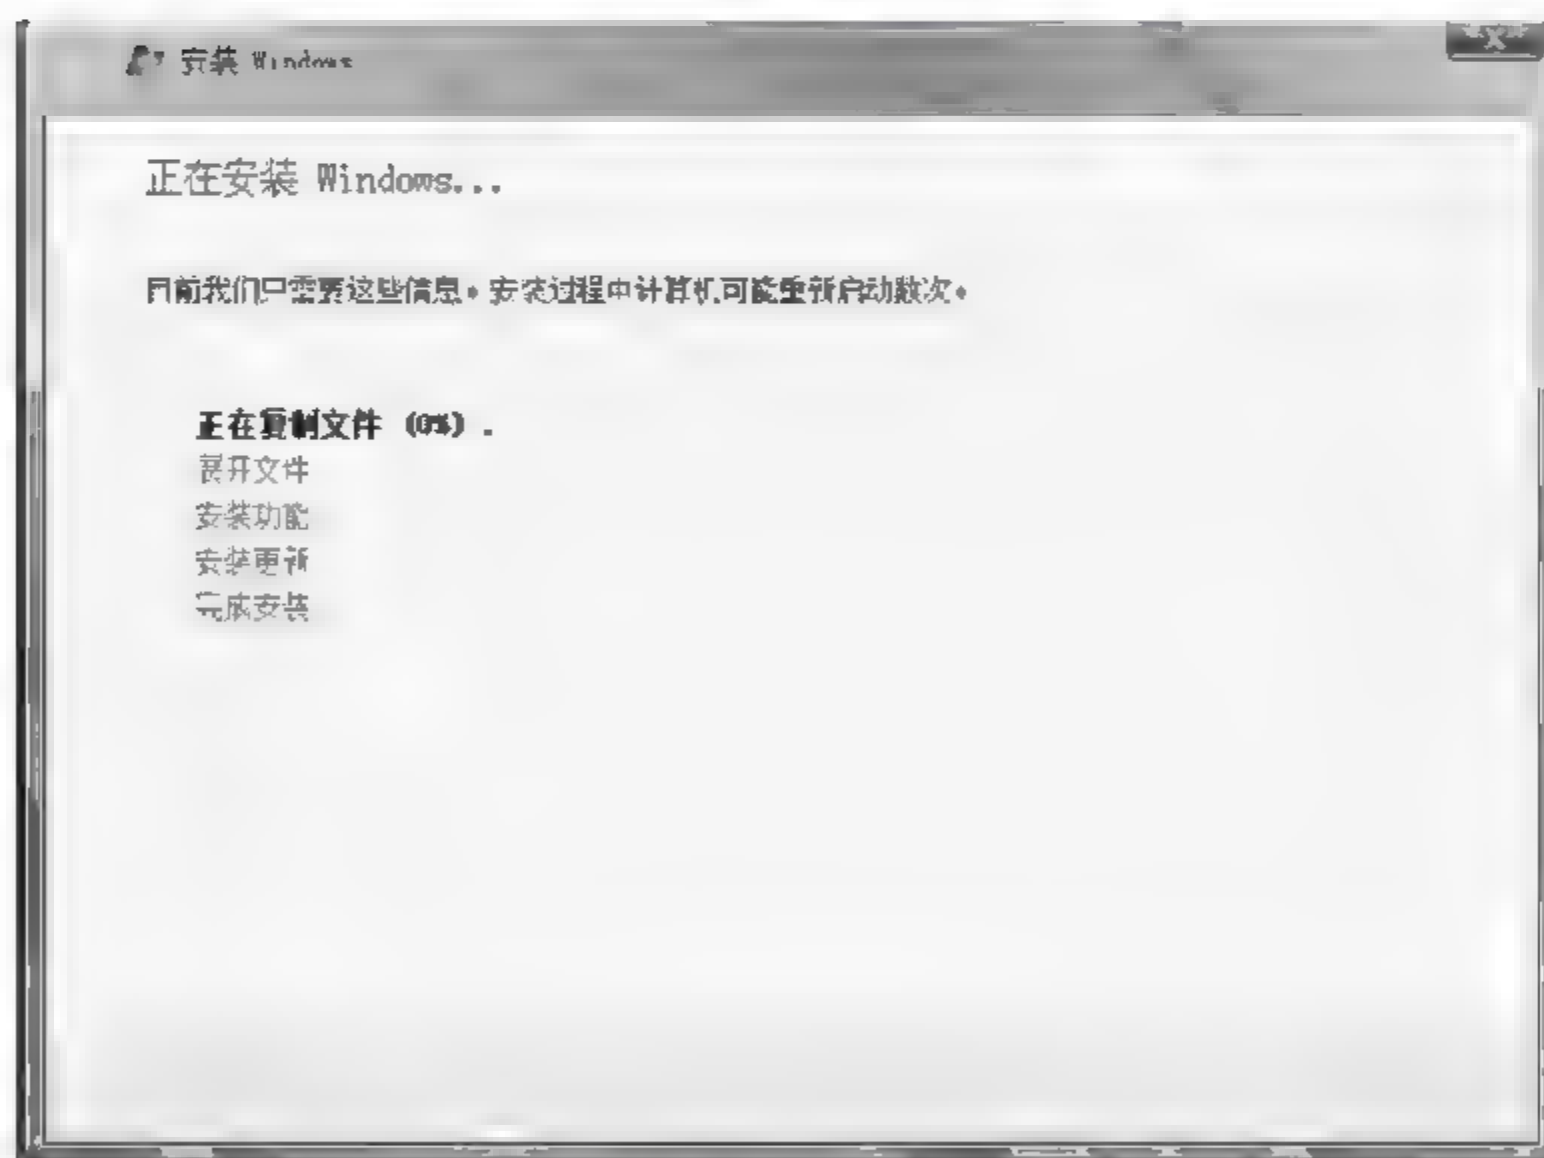 安装 Windows
正在安装 Windows...
目前我们只需要这些信息。安装过程中计算机可能重新启动数次。
正在复制文件 (0%) .
展开文件
安装功能
安装更新
完成安装